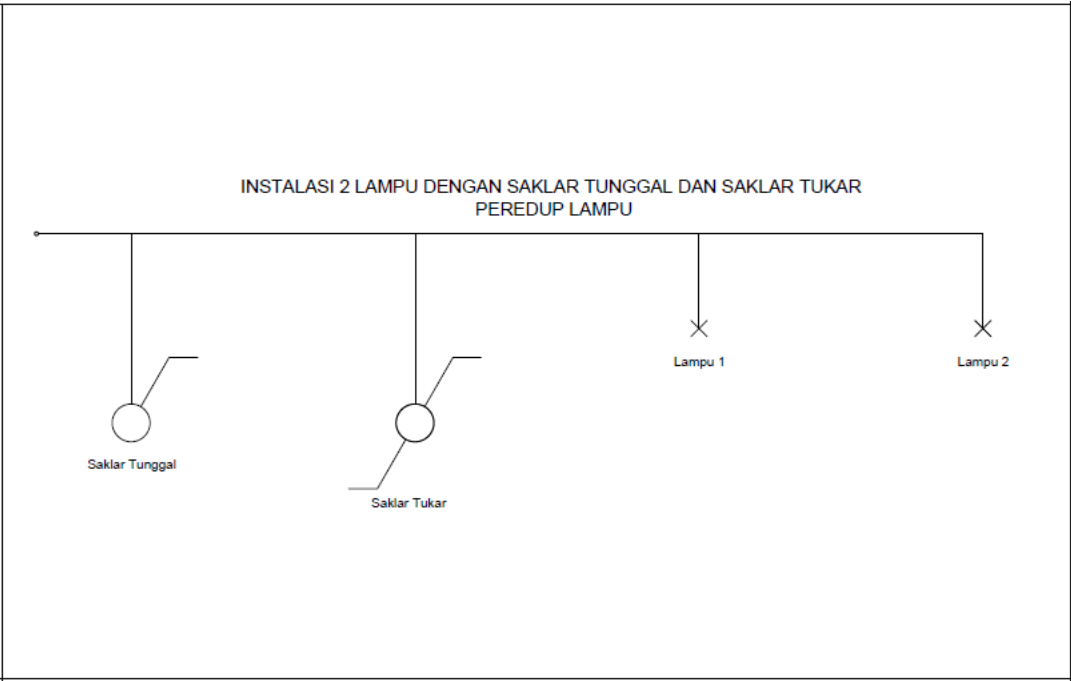 INSTALASI 2 LAMPU DENGAN SAKLAR TUNGGAL DAN SAKLAR TUKAR
PEREDUP LAMPU
Lampu 1
Lampu 2
Saklar Tunggal
Saklar Tukar